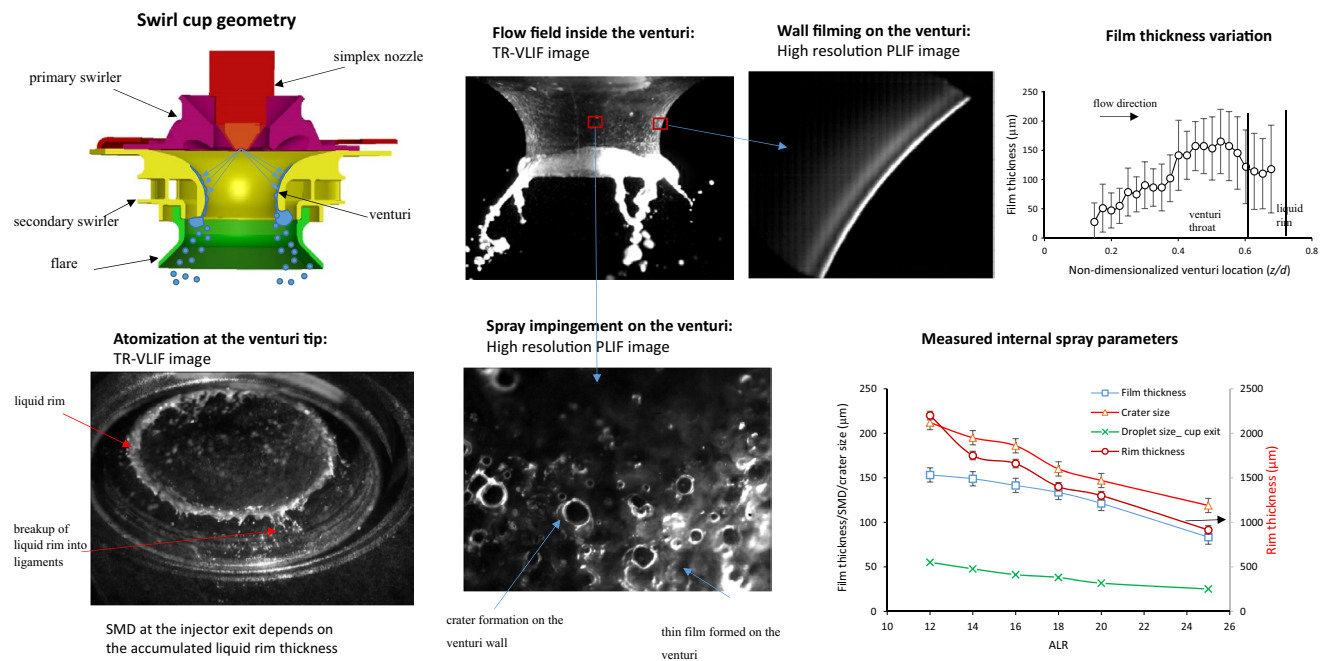 Swirl cup geometry
simplex nozzle
primary swirler
secondary swirler
venturi
flare
Flow field inside the venturi:
TR-VLIF image
Wall filming on the venturi:
High resolution PLIF image
Film thickness variation
250
200
150
100
50
0
Film thickness (µm)
flow direction
venturi
throat
liquid
rim
0
0.2
0.4
0.6
0.8
Non-dimensionalized venturi location (z/d)
Atomization at the venturi tip:
TR-VLIF image
liquid rim
breakup of
liquid rim into
ligaments
SMD at the injector exit depends on
the accumulated liquid rim thickness
Spray impingement on the venturi:
High resolution PLIF image
crater formation on the
venturi wall
thin film formed on the
venturi
Measured internal spray parameters
Film thickness/SMD/crater size (µm)
250
200
150
100
50
0
Film thickness
Crater size
Droplet size_ cup exit
Rim thickness
2500
2000
1500
1000
500
0
Rim thickness (µm)
10
12
14
16
18
20
22
24
26
ALR